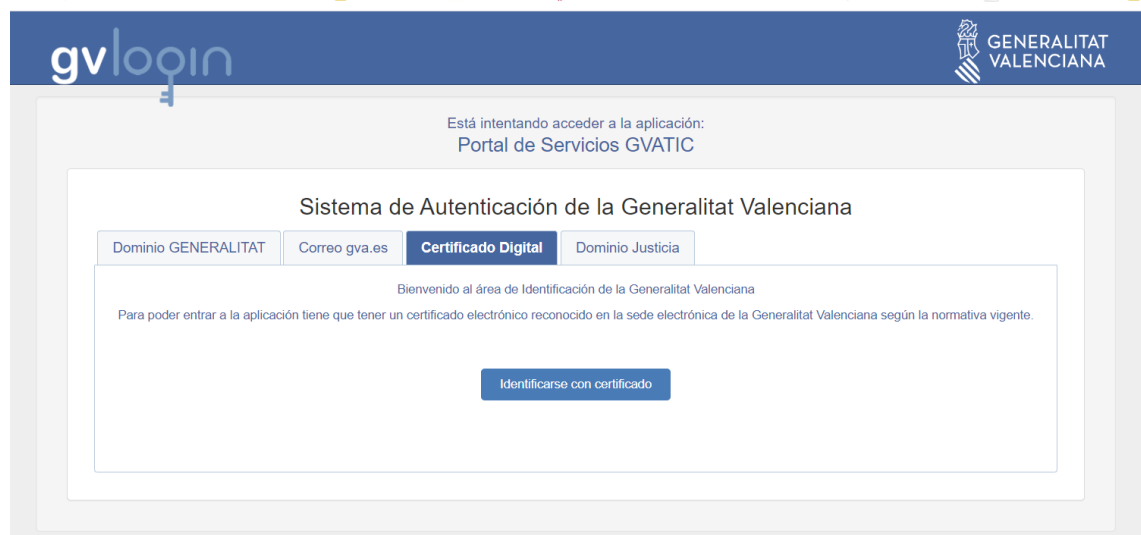 gvlogin
GENERALITAT
VALENCIANA
Está intentando acceder a la aplicación:
Portal de Servicios GVATIC
Sistema de Autenticación de la Generalitat Valenciana
Dominio GENERALITAT Correo gva.es Certificado Digital Dominio Justicia
Bienvenido al área de Identificación de la Generalitat Valenciana
Para poder entrar a la aplicación tiene que tener un certificado electrónico reconocido en la sede electrónica de la Generalitat Valenciana según la normativa vigente.
Identificarse con certificado